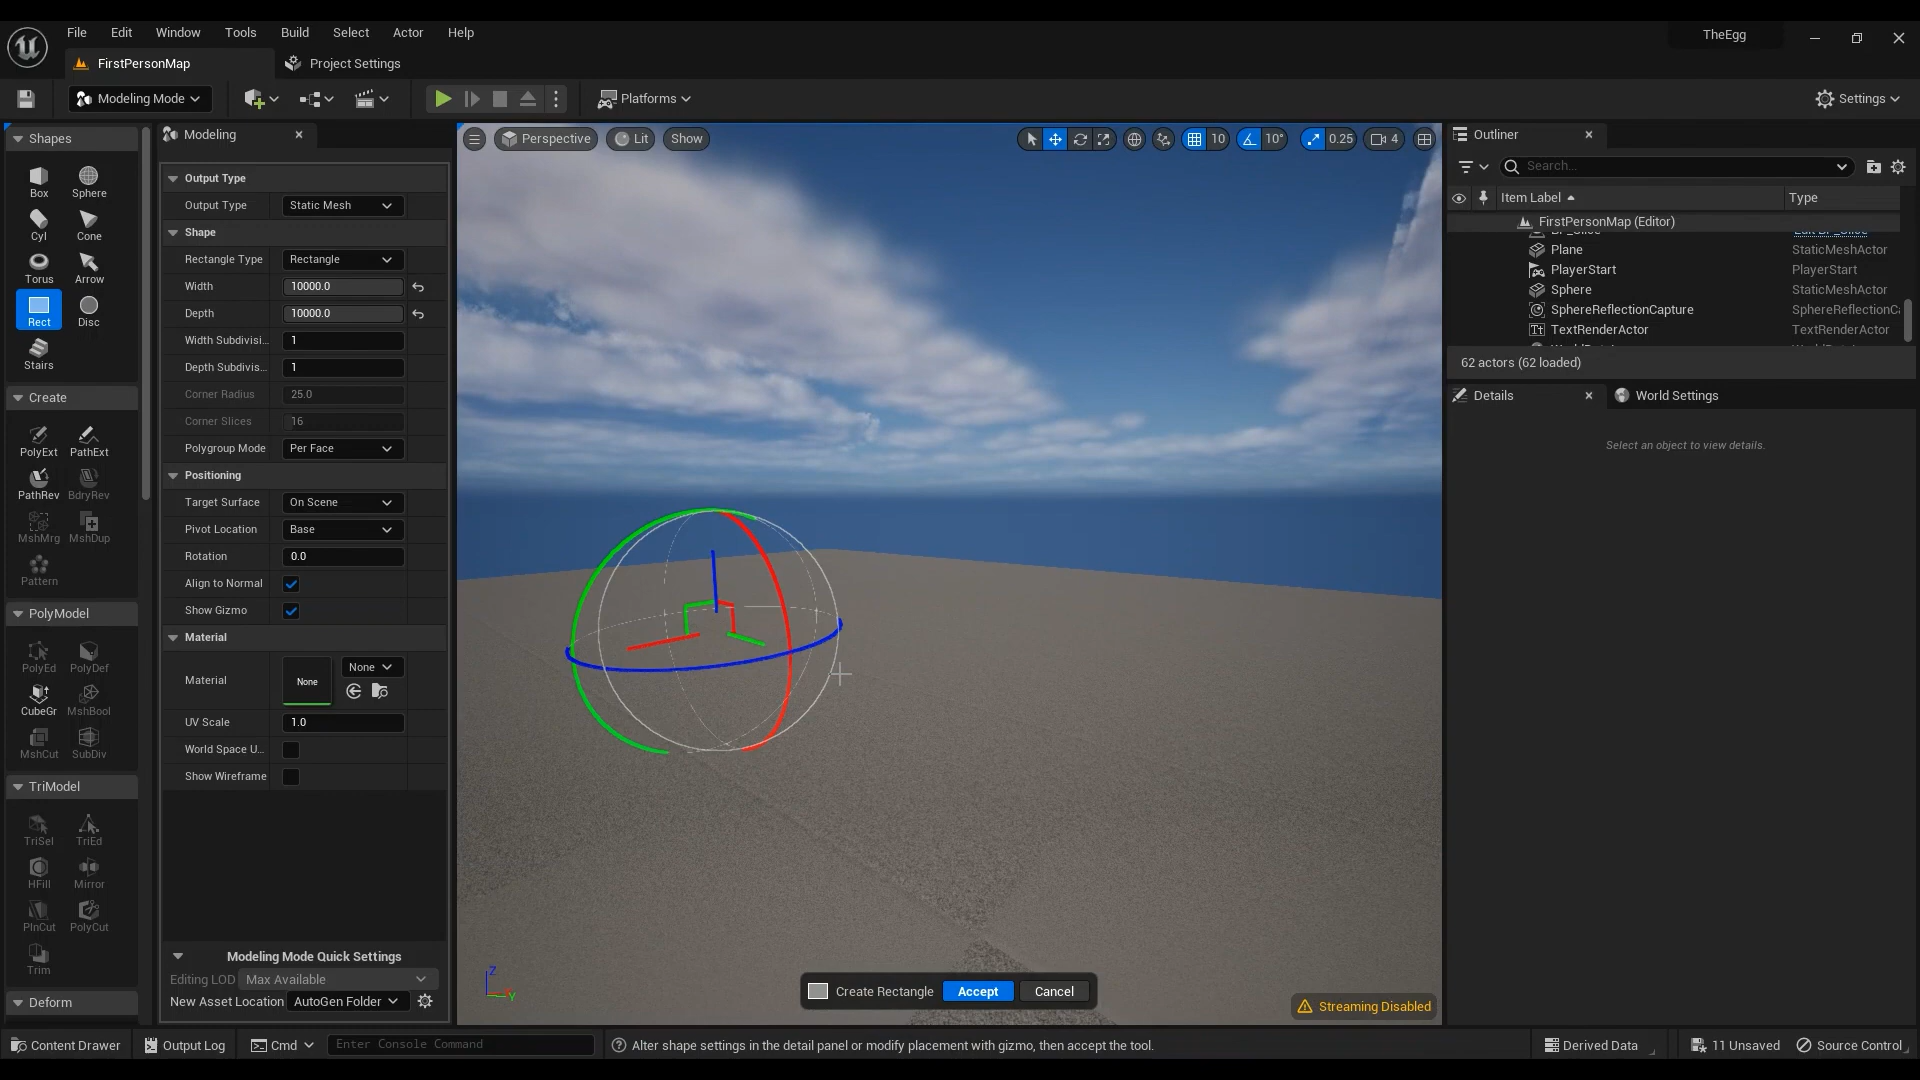 File Edit Window Tools Build Select Actor Help
TheEgg
FirstPersonMap
Project Settings
Modeling Mode
Platforms
Settings
Shapes
Box Sphere
Cyl Cone
Torus Arrow
Rect Disc
Stairs
Create
PolyExt PathExt
PathRev BdryRev
MshMrg MshDup
Pattern
PolyModel
PolyEd PolyDef
CubeGr MshBool
MshCut SubDiv
TriModel
TriSel TriEd
HFill Mirror
PlnCut PolyCut
Trim
Deform
Modeling
Output Type
Output Type Static Mesh
Shape
Rectangle Type Rectangle
Width 10000.0
Depth 10000.0
Width Subdivisi... 1
Depth Subdivis... 1
Corner Radius 25.0
Corner Slices 16
Polygroup Mode Per Face
Positioning
Target Surface On Scene
Pivot Location Base
Rotation 0.0
Align to Normal
Show Gizmo
Material
Material None None
UV Scale 1.0
World Space U...
Show Wireframe
Modeling Mode Quick Settings
Editing LOD Max Available
New Asset Location AutoGen Folder
Perspective Lit Show
10 10° 0.25 4
Z
Y
Create Rectangle Accept Cancel
Streaming Disabled
Outliner
Search...
Item Label Type
FirstPersonMap (Editor)
Plane StaticMeshActor
PlayerStart PlayerStart
Sphere StaticMeshActor
SphereReflectionCapture SphereReflectionCa
TextRenderActor TextRenderActor
62 actors (62 loaded)
Details
World Settings
Select an object to view details.
Content Drawer Output Log Cmd Enter Console Command
Alter shape settings in the detail panel or modify placement with gizmo, then accept the tool.
Derived Data 11 Unsaved Source Control